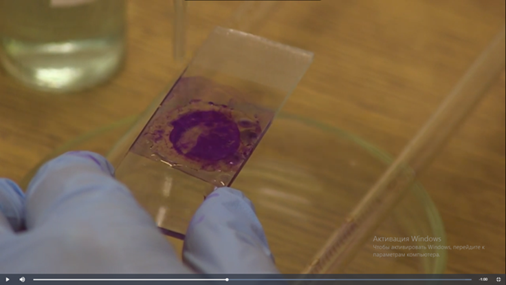 Активация Windows
Чтобы активировать Windows, перейдите к
параметрам компьютера.